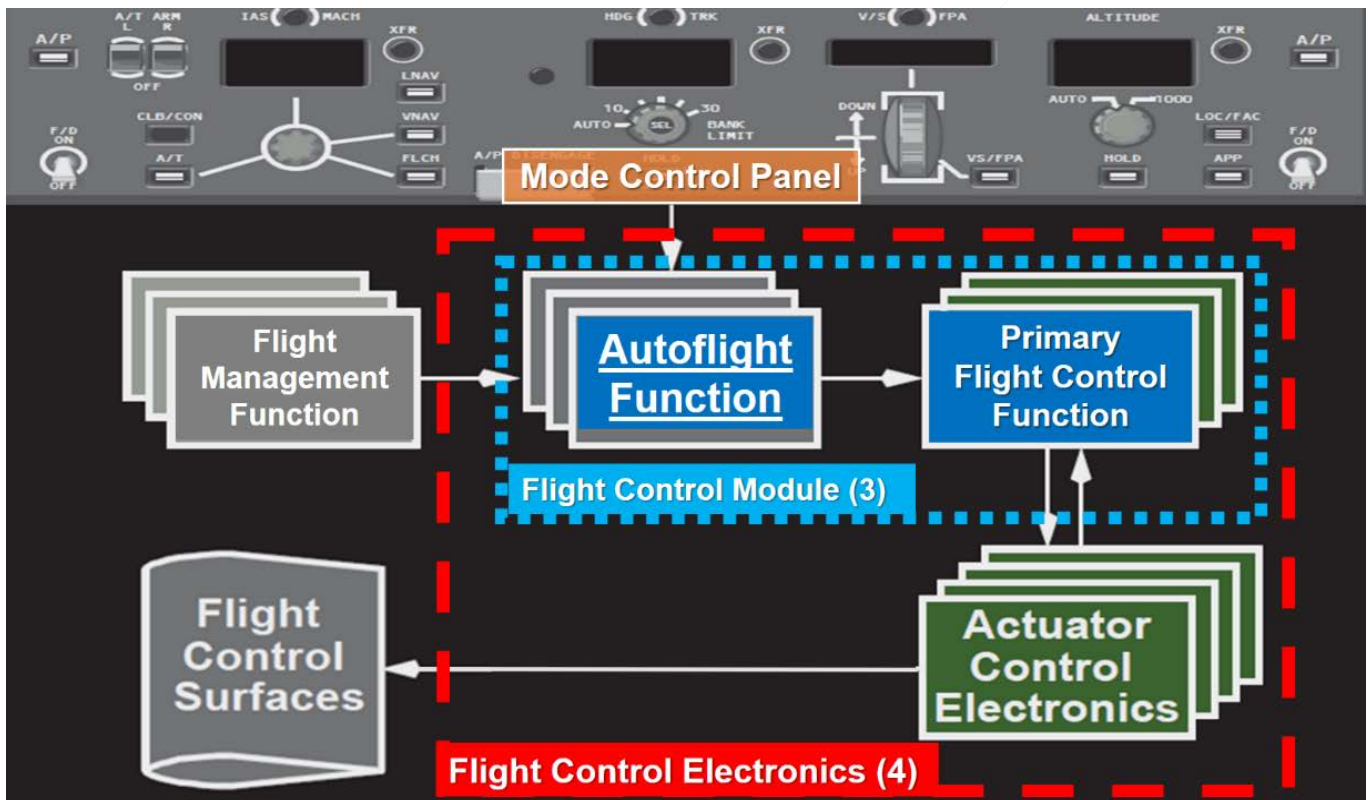 A/T ARM
L R
IAS MACH
HDG TRK
V/S FPA
ALTITUDE
A/P
XFR
XFR
XFR
A/P
OFF
LNAV
CLB/CON
VNAV
10 30
AUTO SEL BANK
LIMIT
DOWN
AUTO 1000
LOC/FAC
F/D
ON
OFF
A/T
FLCH
A/P DISENGAGE
HOLD
UP
VS/FPA
HOLD
APP
F/D
ON
OFF
Mode Control Panel
Flight
Management
Function
Autoflight
Function
Primary
Flight Control
Function
Flight Control Module (3)
Flight
Control
Surfaces
Actuator
Control
Electronics
Flight Control Electronics (4)